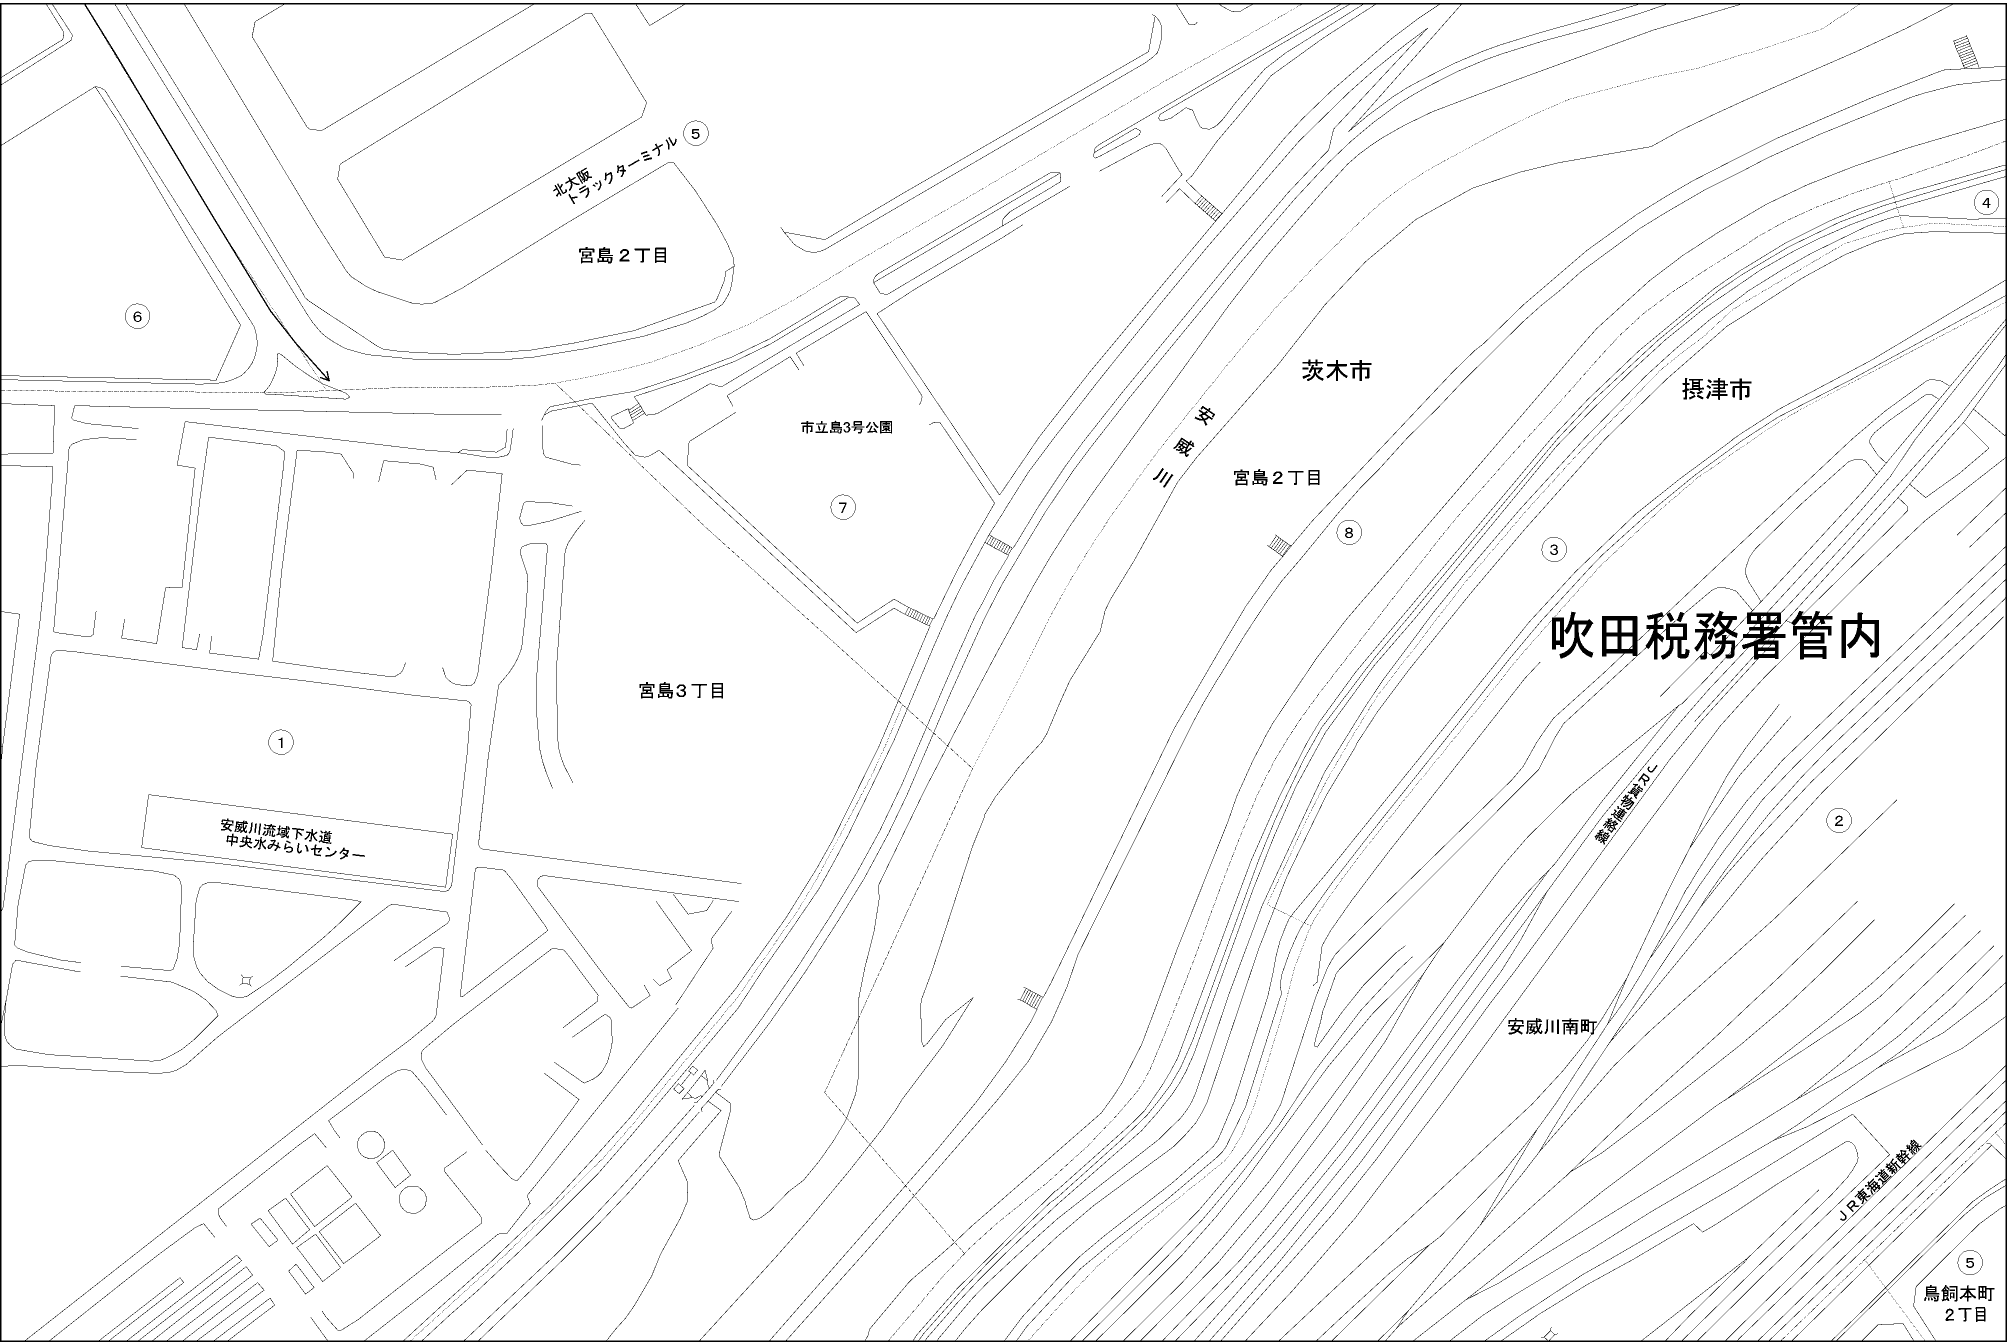 ⑤
北大阪
トラックターミナル
宮島２丁目
④
⑥
茨木市
摂津市
安威川
市立島3号公園
宮島２丁目
⑦
⑧
③
吹田税務署管内
宮島３丁目
①
ＪＲ貨物連絡線
②
安威川流域下水道
中央水みらいセンター
安威川南町
ＪＲ東海道新幹線
⑤
鳥飼本町
２丁目